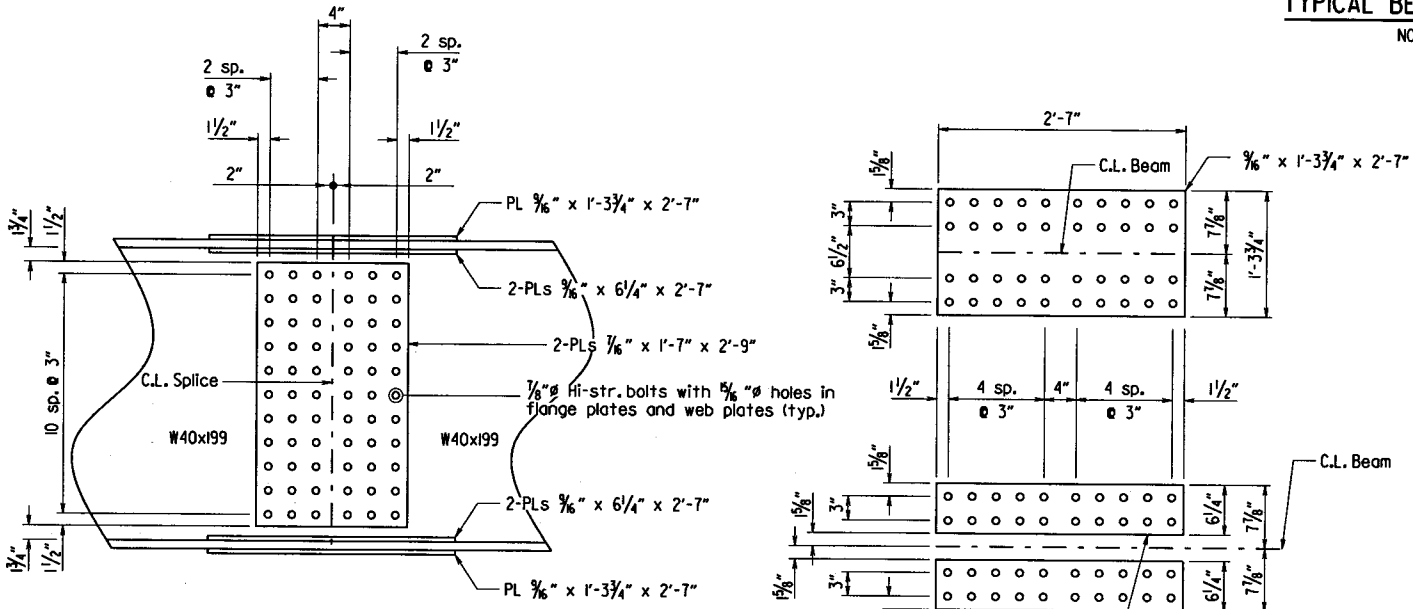 TYPICAL BE
NO
4"
2 sp.
@ 3"
2 sp.
@ 3"
1½"
1½"
2"
2"
1¾"
1½"
PL 9/16" x 1'-3¾" x 2'-7"
2-PLs 9/16" x 6¼" x 2'-7"
2-PLs 7/16" x 1'-7" x 2'-9"
10 sp. @ 3"
C.L. Splice
7/8"ø Hi-str. bolts with 15/16"ø holes in
flange plates and web plates (typ.)
W40x199
W40x199
2-PLs 9/16" x 6¼" x 2'-7"
1¾"
1½"
PL 9/16" x 1'-3¾" x 2'-7"
2'-7"
9/16" x 1'-3¾" x 2'-7"
C.L. Beam
1⅝"
3"
6½"
3"
1⅝"
7⅞"
7⅞"
1'-3¾"
1½"
4 sp.
@ 3"
4"
4 sp.
@ 3"
1½"
C.L. Beam
1⅝"
3"
1⅝"
1⅝"
3"
6¼"
7⅞"
6¼"
7⅞"